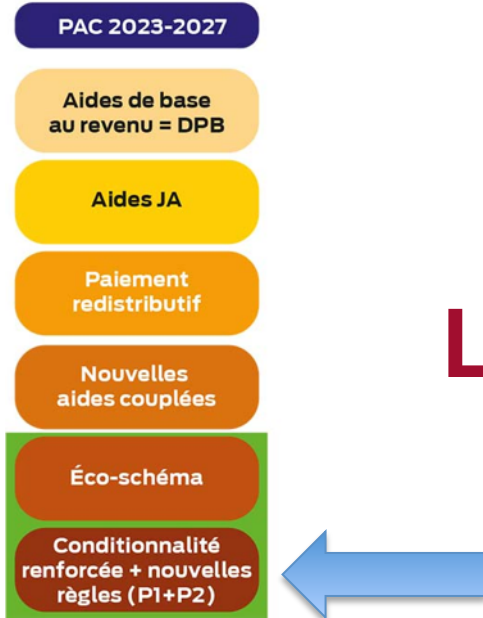 PAC 2023-2027
Aides de base
au revenu = DPB
Aides JA
Paiement
redistributif
L
Nouvelles
aides couplées
Éco-schéma
Conditionnalité
renforcée + nouvelles
règles (P1+P2)